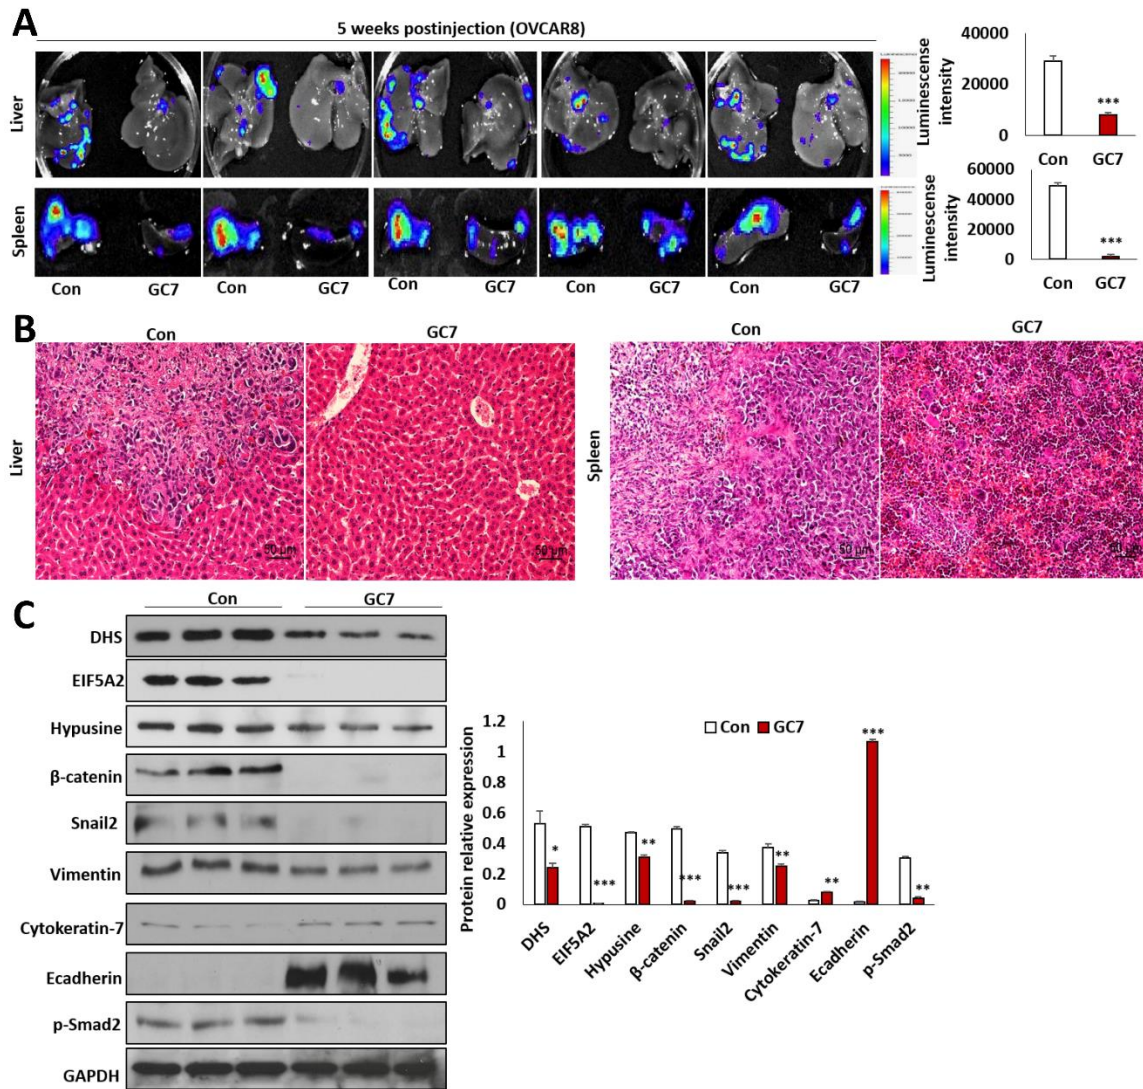 A
5 weeks postinjection (OVCAR8)
Liver
Spleen
Con GC7 Con GC7 Con GC7 Con GC7 Con GC7
Luminescense intensity
40000
20000
0
***
Con GC7
Luminescense intensity
60000
40000
20000
0
***
Con GC7
B
Con GC7 Con GC7
Liver
50 µm 50 µm
Spleen
50 µm 50 µm
C
Con GC7
DHS
EIF5A2
Hypusine
β-catenin
Snail2
Vimentin
Cytokeratin-7
Ecadherin
p-Smad2
GAPDH
Protein relative expression
1.2
1
0.8
0.6
0.4
0.2
0
Con GC7
* *** ** *** *** ** ** *** **
DHS
EIF5A2
Hypusine
β-catenin
Snail2
Vimentin
Cytokeratin-7
Ecadherin
p-Smad2